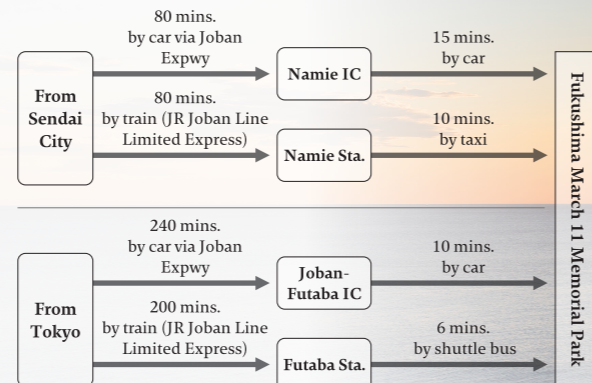 80 mins.
by car via Joban
Expwy
15 mins.
by car
Namie IC
From
Sendai
City
80 mins.
by train (JR Joban Line
Limited Express)
10 mins.
by taxi
Namie Sta.
240 mins.
by car via Joban
Expwy
10 mins.
by car
Joban-
Futaba IC
From
Tokyo
200 mins.
by train (JR Joban Line
Limited Express)
6 mins.
by shuttle bus
Futaba Sta.
Fukushima March 11 Memorial Park